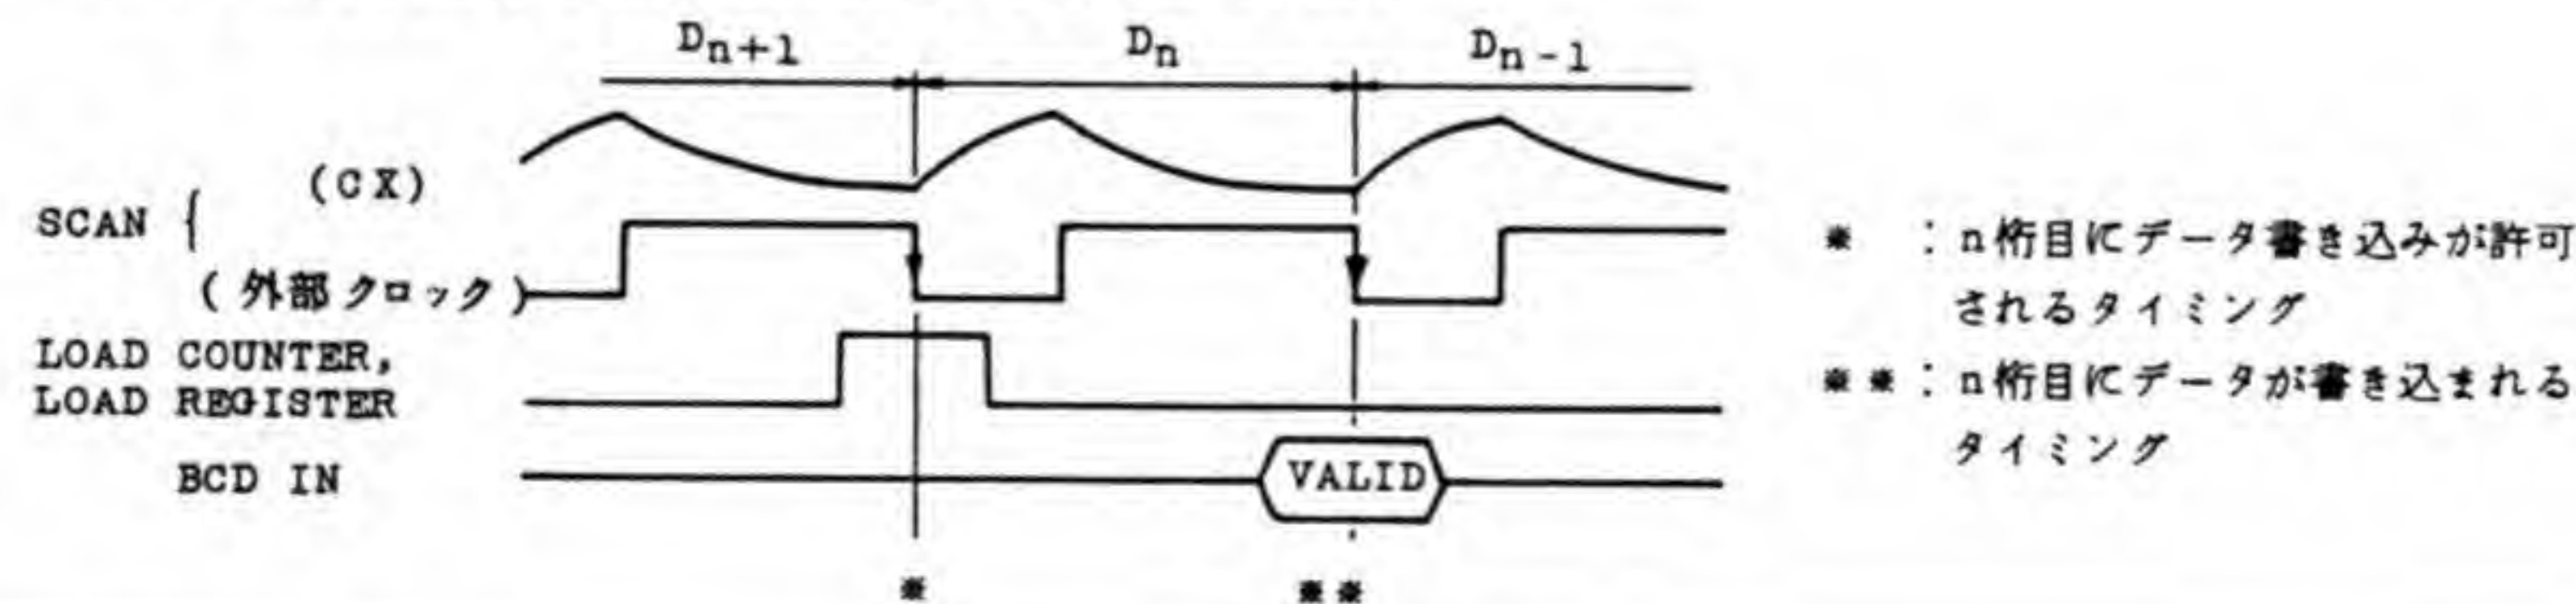 Dn+1 Dn Dn-1
(CX)
SCAN {
(外部クロック)
LOAD COUNTER,
LOAD REGISTER
BCD IN
VALID
※ ※※
※ : n桁目にデータ書き込みが許可
されるタイミング
※※ : n桁目にデータが書き込まれる
タイミング